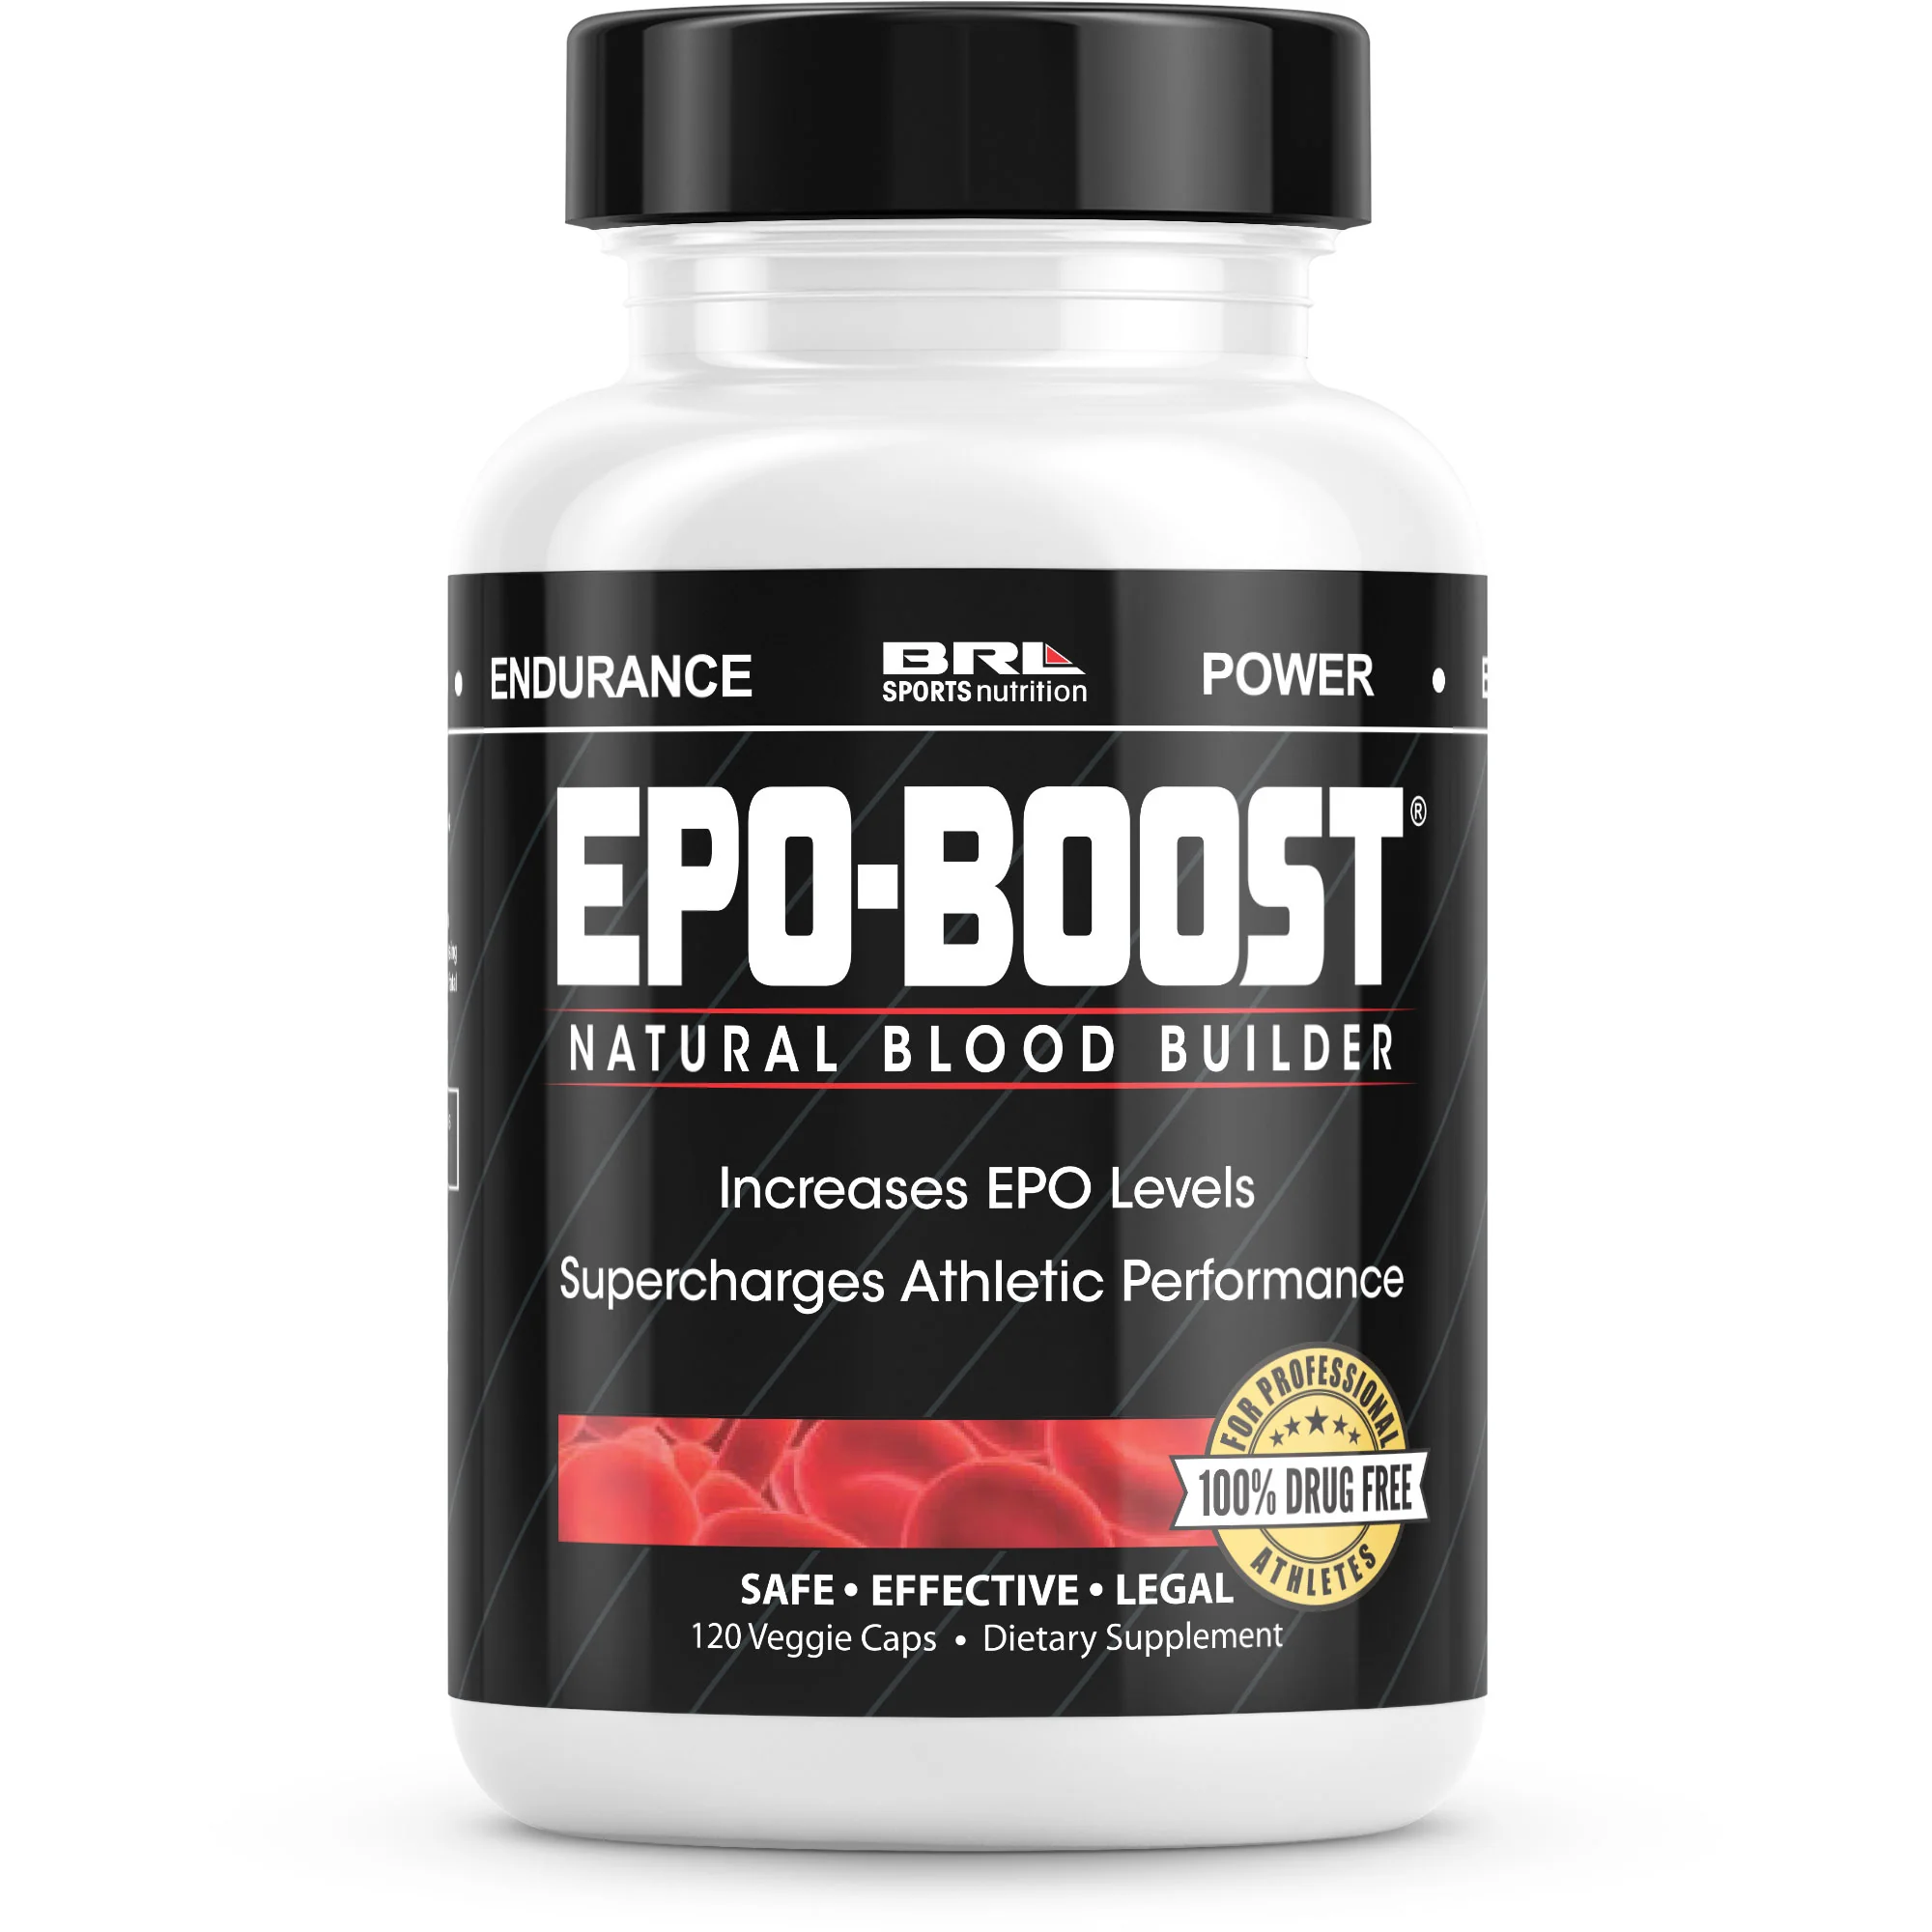 • ENDURANCE
BRL
SPORTS nutrition
POWER •
EPO-BOOST®
NATURAL BLOOD BUILDER
Increases EPO Levels
Supercharges Athletic Performance
FOR PROFESSIONAL
100% DRUG FREE
ATHLETES
SAFE • EFFECTIVE • LEGAL
120 Veggie Caps • Dietary Supplement